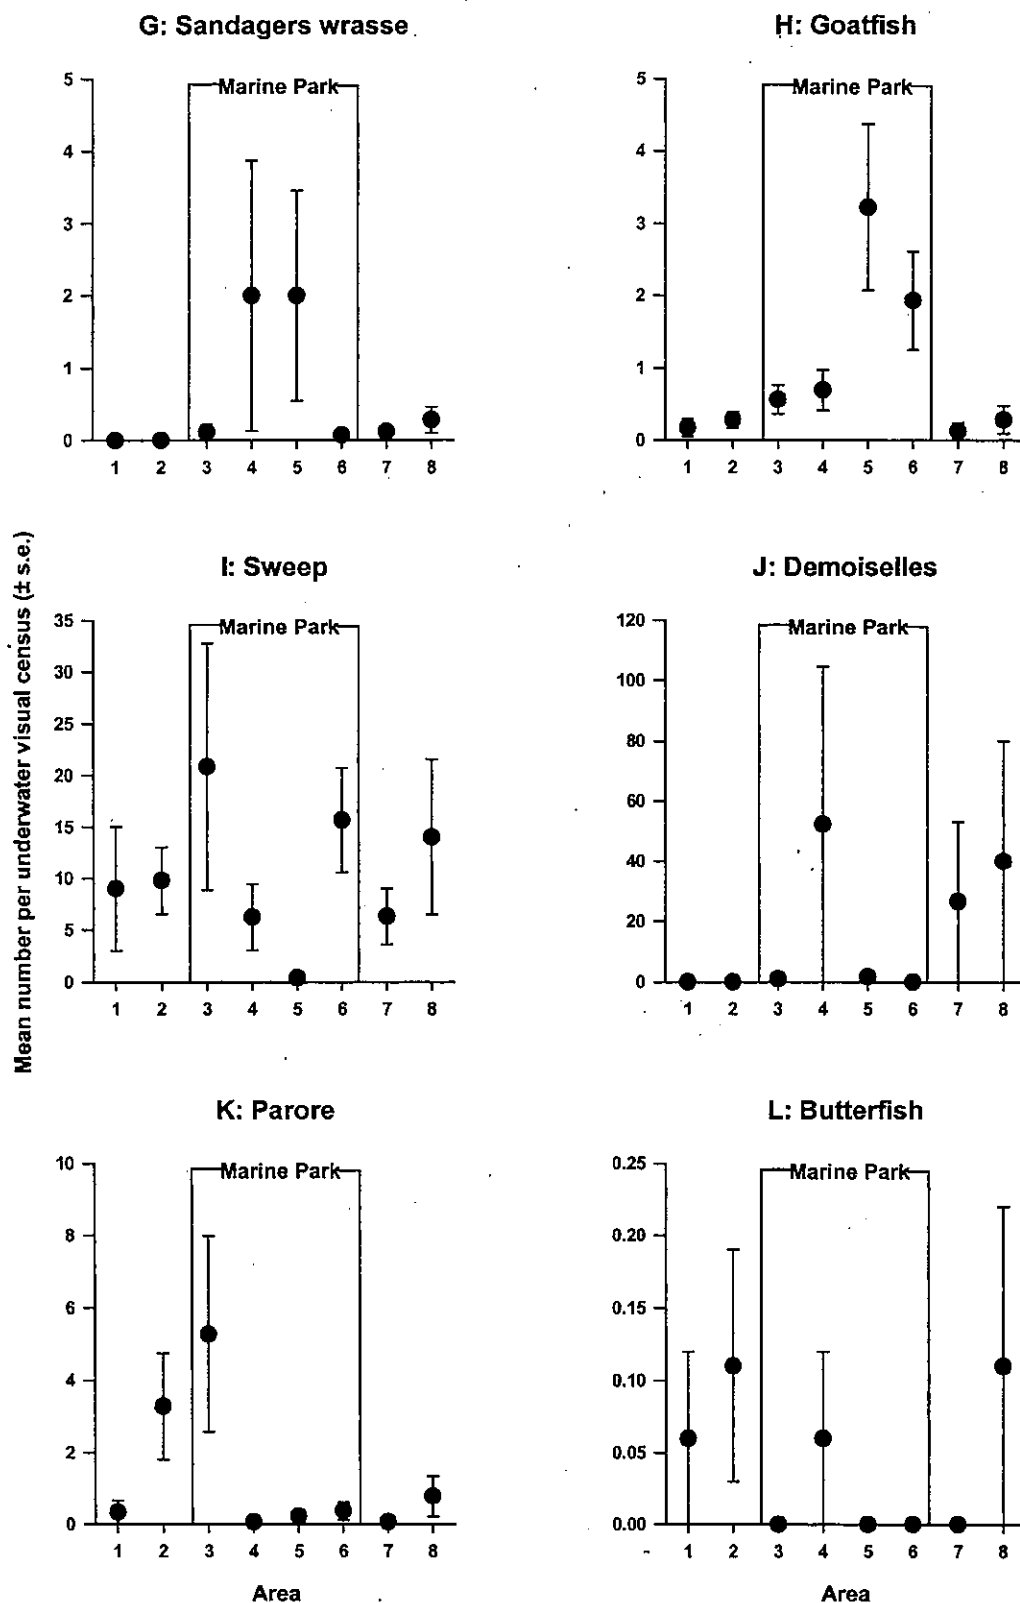 G: Sandagers wrasse
H: Goatfish
Marine Park
Marine Park
5
4
3
2
1
0
1 2 3 4 5 6 7 8
5
4
3
2
1
0
1 2 3 4 5 6 7 8
Mean number per underwater visual census (± s.e.)
I: Sweep
J: Demoiselles
Marine Park
Marine Park
35
30
25
20
15
10
5
0
1 2 3 4 5 6 7 8
120
100
80
60
40
20
0
1 2 3 4 5 6 7 8
K: Parore
L: Butterfish
Marine Park
Marine Park
10
8
6
4
2
0
1 2 3 4 5 6 7 8
Area
0.25
0.20
0.15
0.10
0.05
0.00
1 2 3 4 5 6 7 8
Area